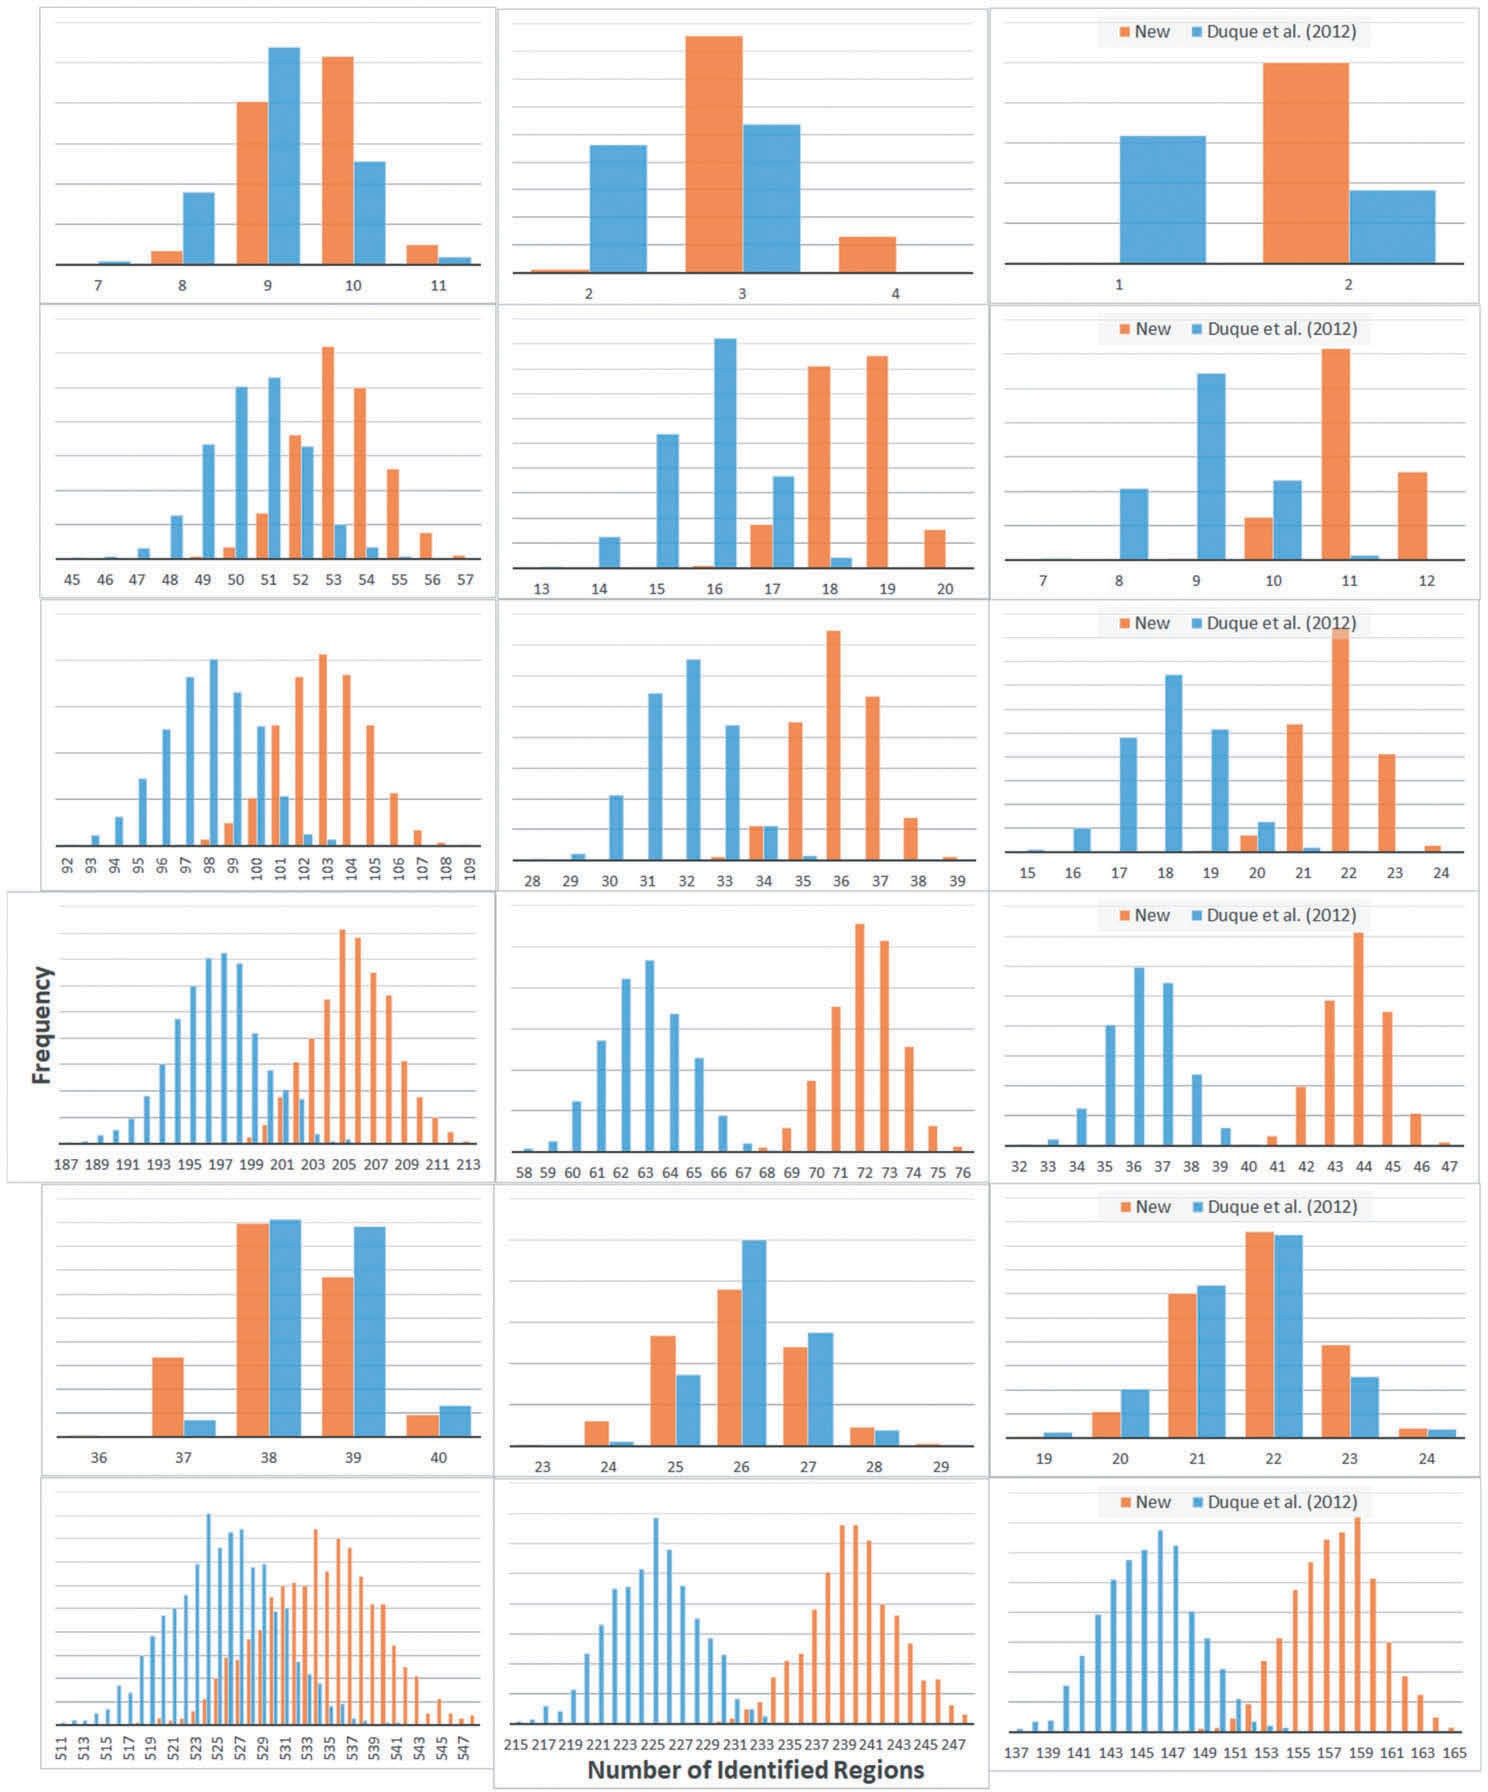 New Duque et al. (2012)
7 8 9 10 11
2 3 4
1 2
New Duque et al. (2012)
45 46 47 48 49 50 51 52 53 54 55 56 57
13 14 15 16 17 18 19 20
7 8 9 10 11 12
New Duque et al. (2012)
92 93 94 95 96 97 98 99 100 101 102 103 104 105 106 107 108 109
28 29 30 31 32 33 34 35 36 37 38 39
15 16 17 18 19 20 21 22 23 24
New Duque et al. (2012)
Frequency
187 189 191 193 195 197 199 201 203 205 207 209 211 213
58 59 60 61 62 63 64 65 66 67 68 69 70 71 72 73 74 75 76
32 33 34 35 36 37 38 39 40 41 42 43 44 45 46 47
New Duque et al. (2012)
36 37 38 39 40
23 24 25 26 27 28 29
19 20 21 22 23 24
New Duque et al. (2012)
511 513 515 517 519 521 523 525 527 529 531 533 535 537 539 541 543 545 547
215 217 219 221 223 225 227 229 231 233 235 237 239 241 243 245 247
137 139 141 143 145 147 149 151 153 155 157 159 161 163 165
Number of Identified Regions